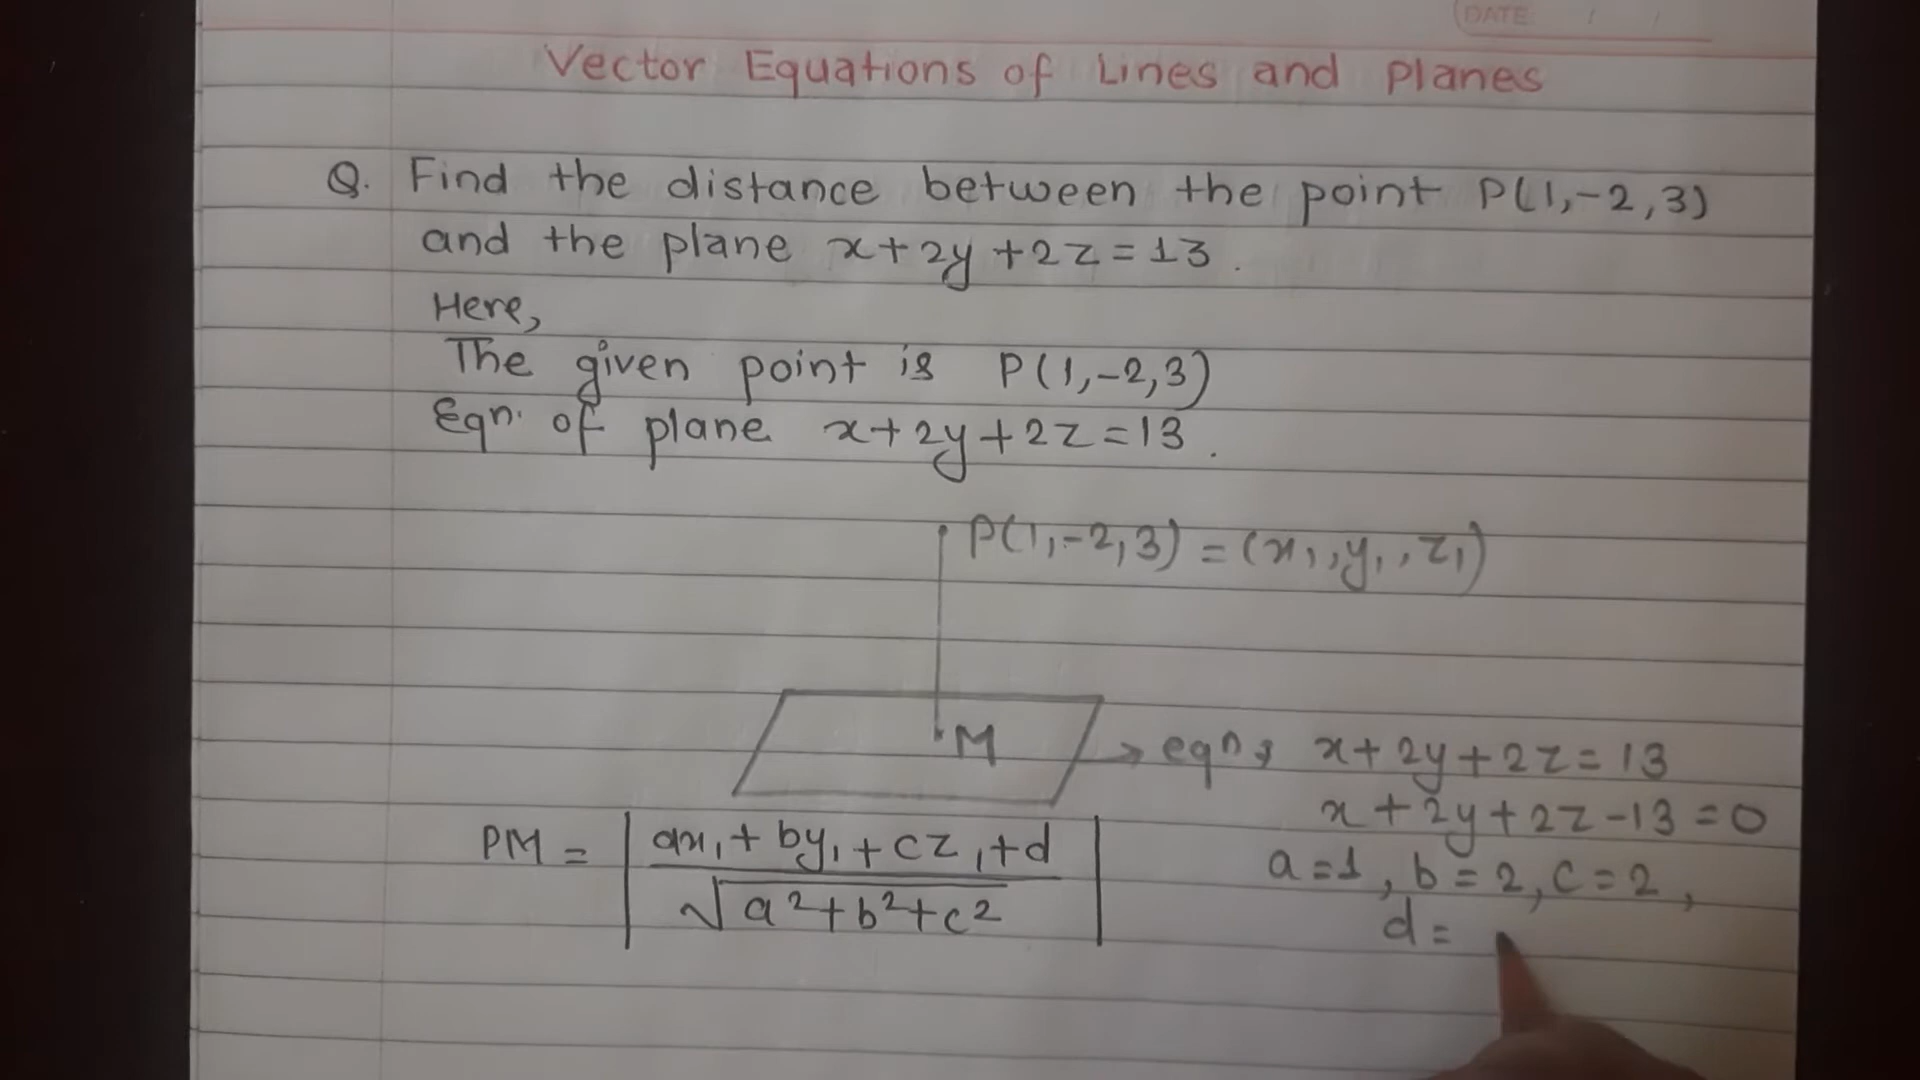 DATE / /
Vector Equations of Lines and Planes
Q. Find the distance between the point P(1,-2,3)
and the plane x+2y+2z=13.
Here,
The given point is P(1,-2,3)
Eqn. of plane x+2y+2z=13.
P(1,-2,3) = (x₁,y₁,z₁)
M
→ eqn, x+2y+2z=13
x+2y+2z-13=0
PM = | ax₁+by₁+cz₁+d / √a²+b²+c² |
a=1, b=2, c=2,
d=